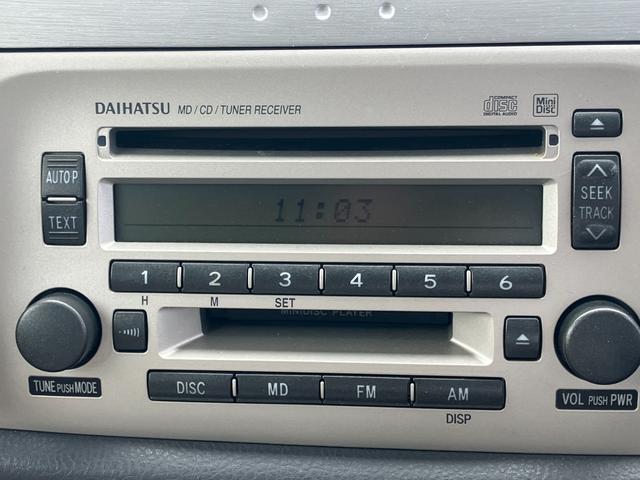 DAIHATSU MD / CD / TUNER RECEIVER
COMPACT
disc
DIGITAL AUDIO
Mini
Disc
AUTO P
TEXT
11:03
SEEK
TRACK
1 2 3 4 5 6
H M SET
MINIDISC PLAYER
TUNE PUSH MODE
DISC MD FM AM
DISP
VOL PUSH PWR